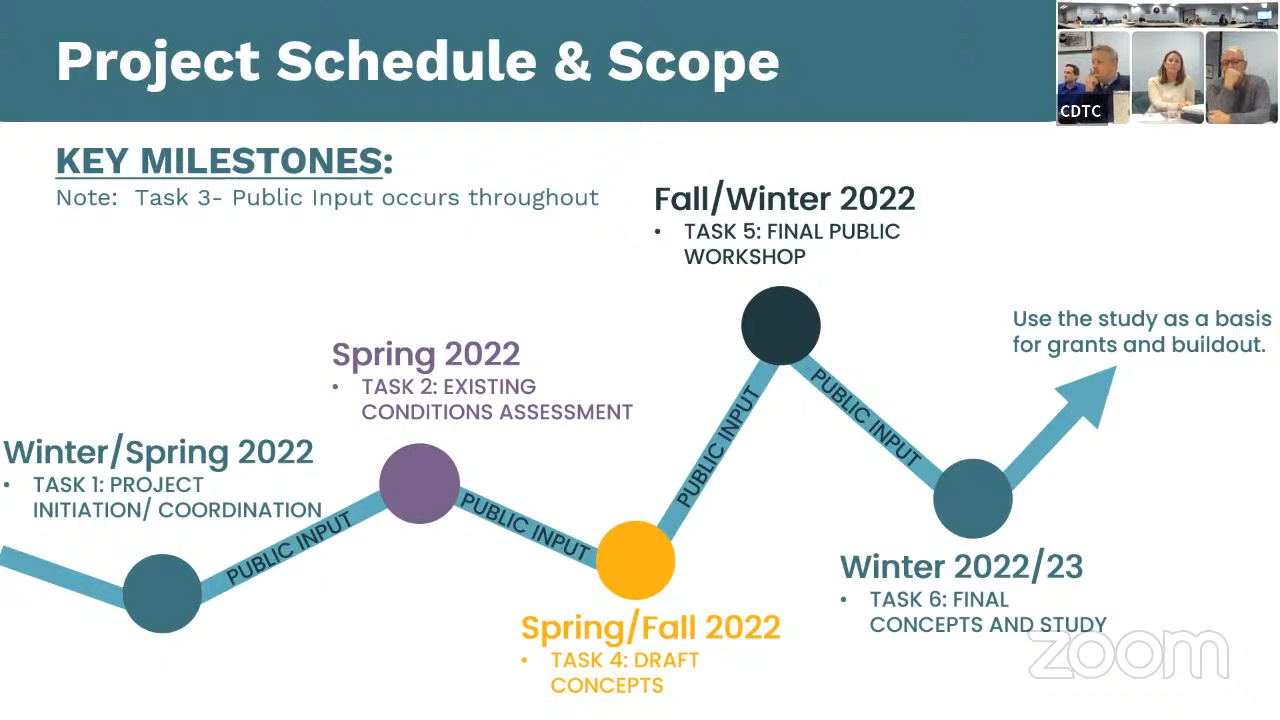 Project Schedule & Scope
CDTC
KEY MILESTONES:
Note: Task 3- Public Input occurs throughout
Fall/Winter 2022
• TASK 5: FINAL PUBLIC
WORKSHOP
Use the study as a basis
for grants and buildout.
Spring 2022
• TASK 2: EXISTING
CONDITIONS ASSESSMENT
Winter/Spring 2022
• TASK 1: PROJECT
INITIATION/ COORDINATION
PUBLIC INPUT
PUBLIC INPUT
PUBLIC INPUT
PUBLIC INPUT
Spring/Fall 2022
• TASK 4: DRAFT
CONCEPTS
Winter 2022/23
• TASK 6: FINAL
CONCEPTS AND STUDY
zoom